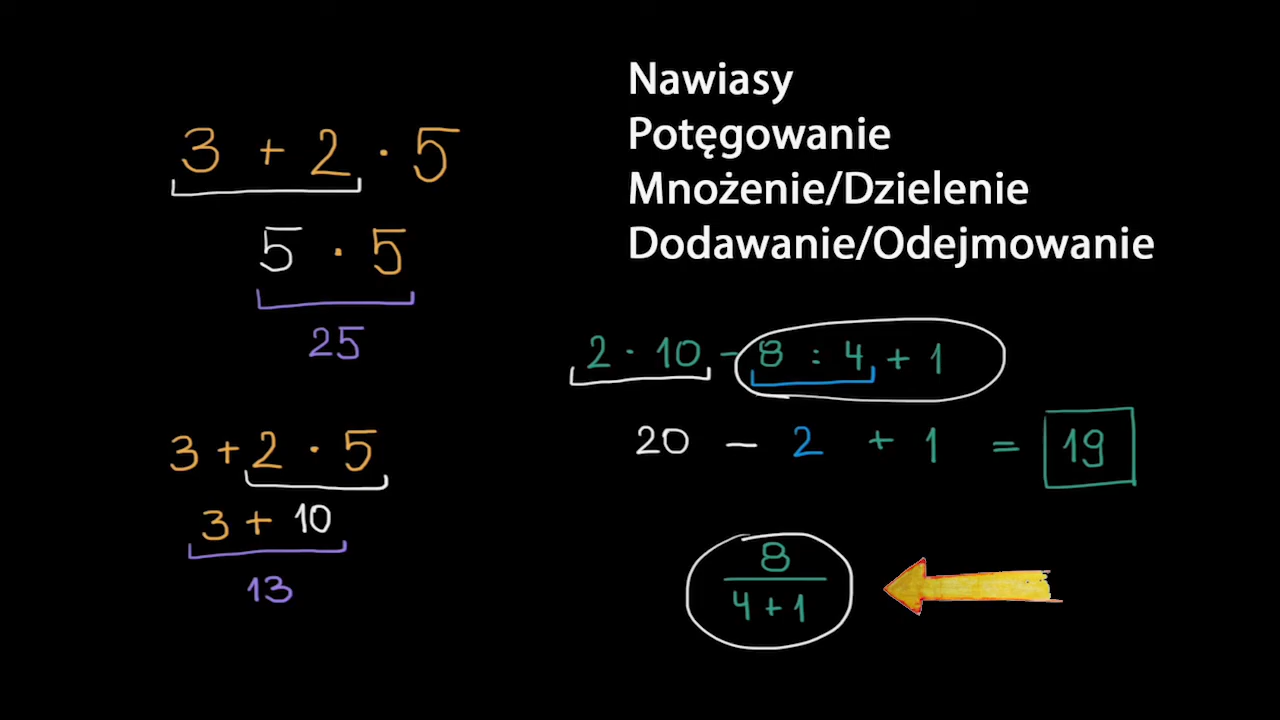 3 + 2 · 5
5 · 5
25
3 + 2 · 5
3 + 10
13
Nawiasy
Potęgowanie
Mnożenie/Dzielenie
Dodawanie/Odejmowanie
2 · 10 - 8 : 4 + 1
20 - 2 + 1 = 19
8
4 + 1